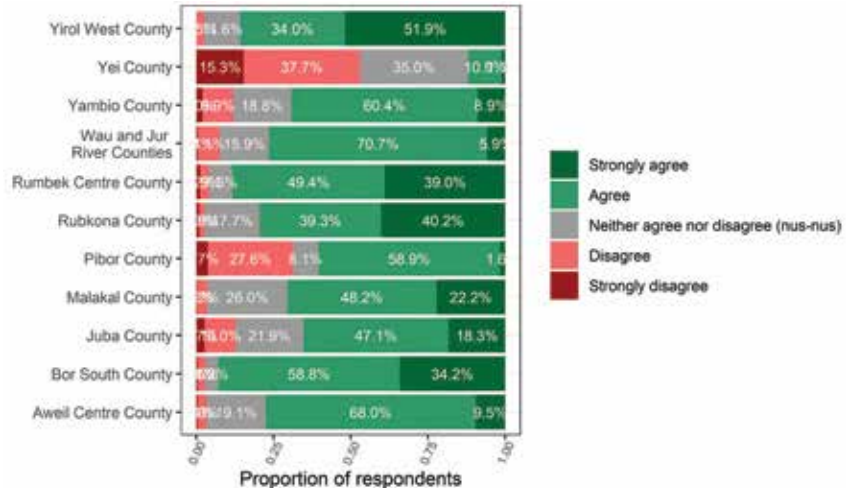 Yirol West County 34.0% 51.9%
Yei County 15.3% 37.7% 35.0%
Yambio County 18.8% 60.4% 8.9%
Wau and Jur
River Counties 15.9% 70.7% 5.9%
Rumbek Centre County 49.4% 39.0%
Rubkona County 39.3% 40.2%
Pibor County 27.6% 8.1% 58.9%
Malakal County 26.0% 48.2% 22.2%
Juba County 21.9% 47.1% 18.3%
Bor South County 58.8% 34.2%
Aweil Centre County 68.0% 9.5%
0.00 0.25 0.50 0.75 1.00
Proportion of respondents
Strongly agree
Agree
Neither agree nor disagree (nus-nus)
Disagree
Strongly disagree